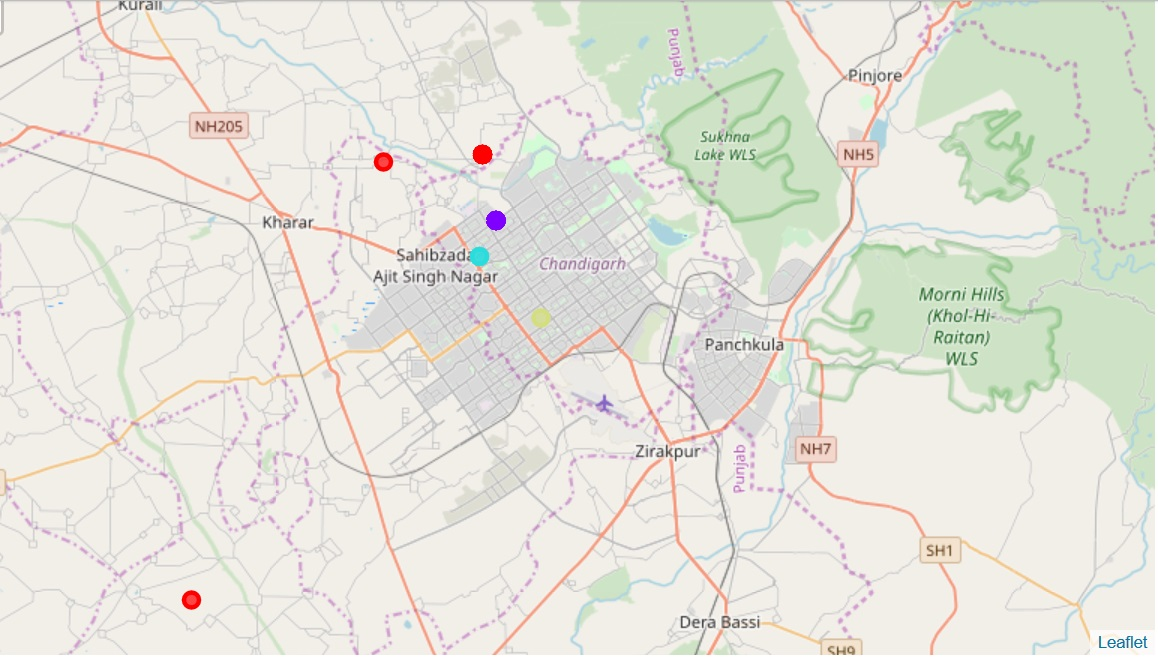 Kurali
Punjab
Pinjore
NH205
Sukhna
Lake WLS
NH5
Kharar
Sahibzada
Ajit Singh Nagar
Chandigarh
Morni Hills
(Khol-Hi-
Raitan)
WLS
Panchkula
Zirakpur
Punjab
NH7
SH1
Dera Bassi
SH9
Leaflet